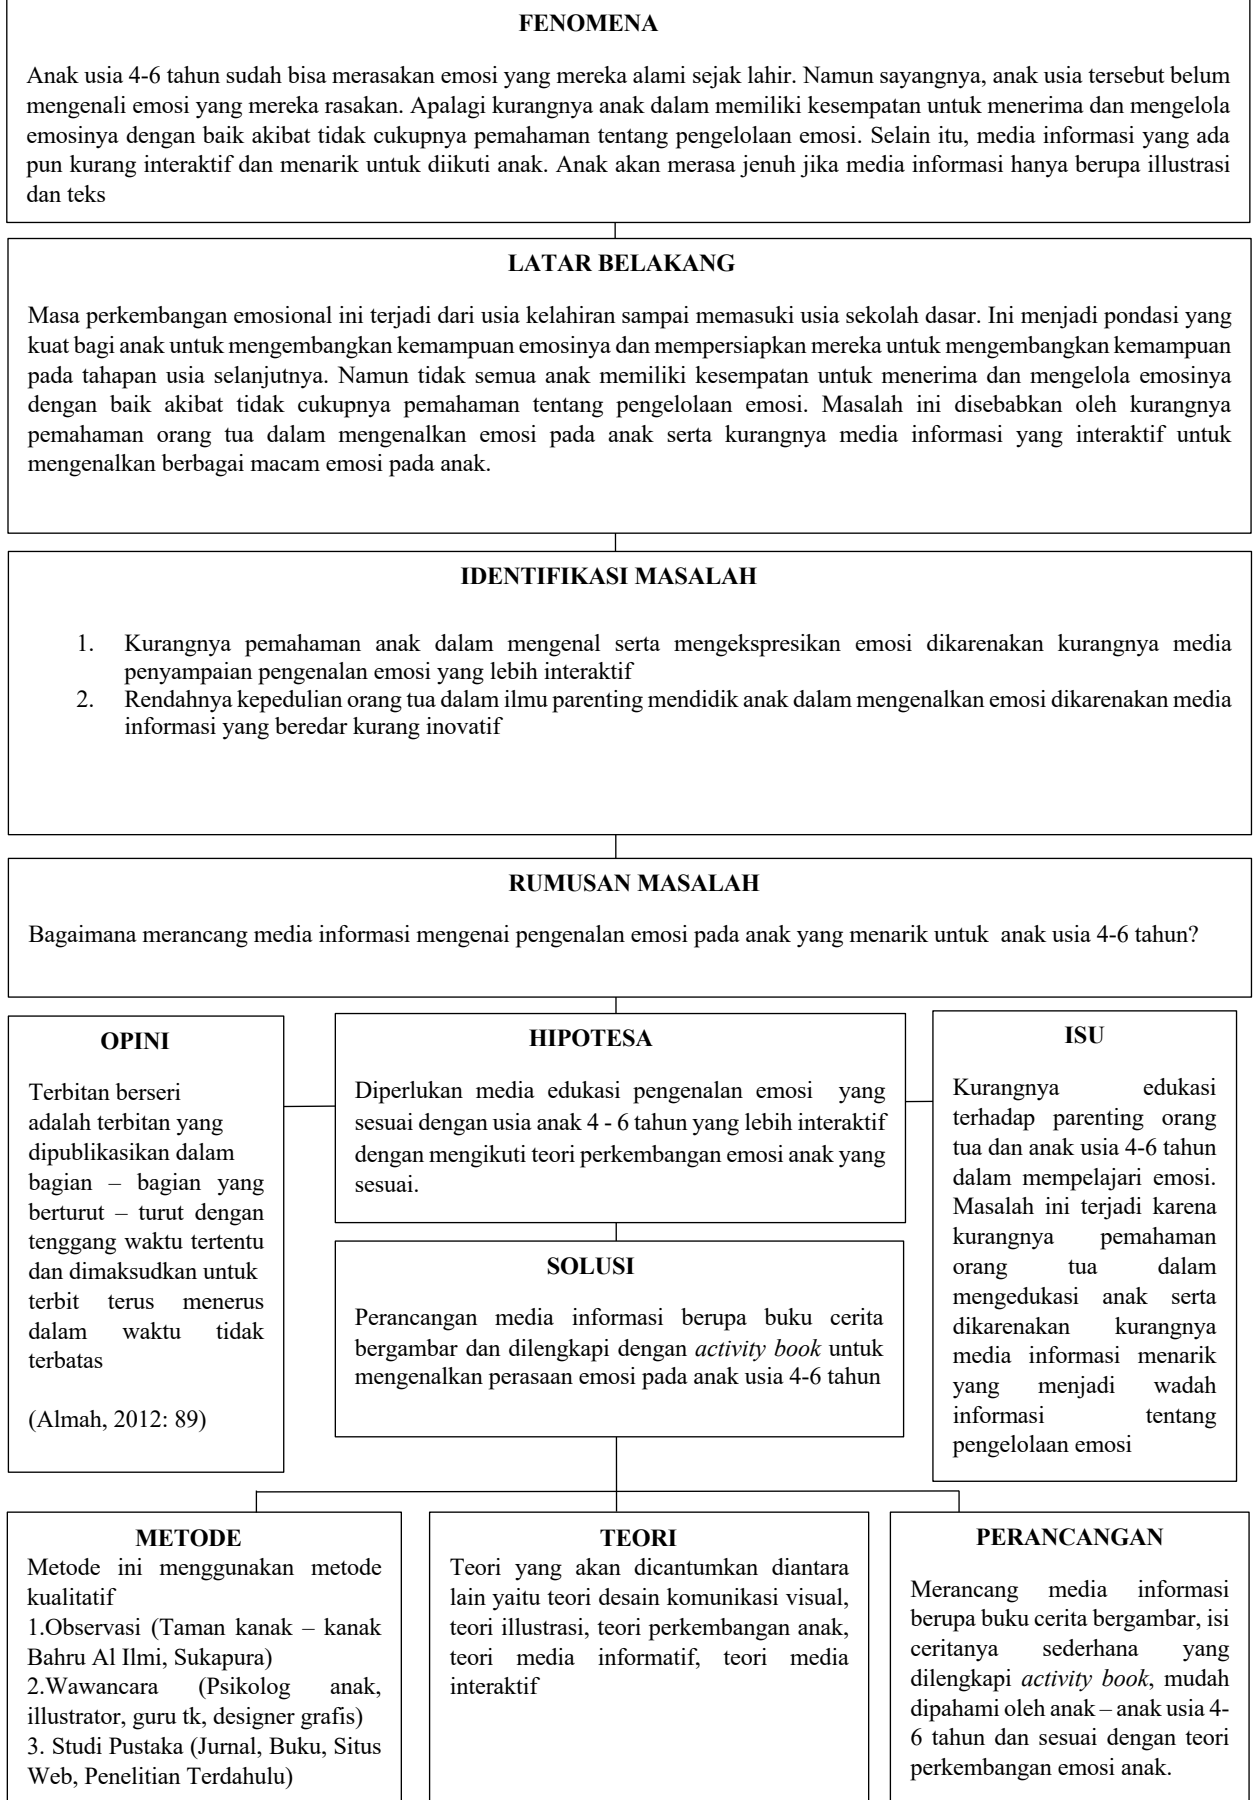 FENOMENA
Anak usia 4-6 tahun sudah bisa merasakan emosi yang mereka alami sejak lahir. Namun sayangnya, anak usia tersebut belum
mengenali emosi yang mereka rasakan. Apalagi kurangnya anak dalam memiliki kesempatan untuk menerima dan mengelola
emosinya dengan baik akibat tidak cukupnya pemahaman tentang pengelolaan emosi. Selain itu, media informasi yang ada
pun kurang interaktif dan menarik untuk diikuti anak. Anak akan merasa jenuh jika media informasi hanya berupa illustrasi
dan teks
LATAR BELAKANG
Masa perkembangan emosional ini terjadi dari usia kelahiran sampai memasuki usia sekolah dasar. Ini menjadi pondasi yang
kuat bagi anak untuk mengembangkan kemampuan emosinya dan mempersiapkan mereka untuk mengembangkan kemampuan
pada tahapan usia selanjutnya. Namun tidak semua anak memiliki kesempatan untuk menerima dan mengelola emosinya
dengan baik akibat tidak cukupnya pemahaman tentang pengelolaan emosi. Masalah ini disebabkan oleh kurangnya
pemahaman orang tua dalam mengenalkan emosi pada anak serta kurangnya media informasi yang interaktif untuk
mengenalkan berbagai macam emosi pada anak.
IDENTIFIKASI MASALAH
1. Kurangnya pemahaman anak dalam mengenal serta mengekspresikan emosi dikarenakan kurangnya media
penyampaian pengenalan emosi yang lebih interaktif
2. Rendahnya kepedulian orang tua dalam ilmu parenting mendidik anak dalam mengenalkan emosi dikarenakan media
informasi yang beredar kurang inovatif
RUMUSAN MASALAH
Bagaimana merancang media informasi mengenai pengenalan emosi pada anak yang menarik untuk anak usia 4-6 tahun?
OPINI
Terbitan berseri
adalah terbitan yang
dipublikasikan dalam
bagian – bagian yang
berturut – turut dengan
tenggang waktu tertentu
dan dimaksudkan untuk
terbit terus menerus
dalam waktu tidak
terbatas
(Almah, 2012: 89)
HIPOTESA
Diperlukan media edukasi pengenalan emosi yang
sesuai dengan usia anak 4 - 6 tahun yang lebih interaktif
dengan mengikuti teori perkembangan emosi anak yang
sesuai.
SOLUSI
Perancangan media informasi berupa buku cerita
bergambar dan dilengkapi dengan activity book untuk
mengenalkan perasaan emosi pada anak usia 4-6 tahun
ISU
Kurangnya edukasi
terhadap parenting orang
tua dan anak usia 4-6 tahun
dalam mempelajari emosi.
Masalah ini terjadi karena
kurangnya pemahaman
orang tua dalam
mengedukasi anak serta
dikarenakan kurangnya
media informasi menarik
yang menjadi wadah
informasi tentang
pengelolaan emosi
METODE
Metode ini menggunakan metode
kualitatif
1.Observasi (Taman kanak – kanak
Bahru Al Ilmi, Sukapura)
2.Wawancara (Psikolog anak,
illustrator, guru tk, designer grafis)
3. Studi Pustaka (Jurnal, Buku, Situs
Web, Penelitian Terdahulu)
TEORI
Teori yang akan dicantumkan diantara
lain yaitu teori desain komunikasi visual,
teori illustrasi, teori perkembangan anak,
teori media informatif, teori media
interaktif
PERANCANGAN
Merancang media informasi
berupa buku cerita bergambar, isi
ceritanya sederhana yang
dilengkapi activity book, mudah
dipahami oleh anak – anak usia 4-
6 tahun dan sesuai dengan teori
perkembangan emosi anak.